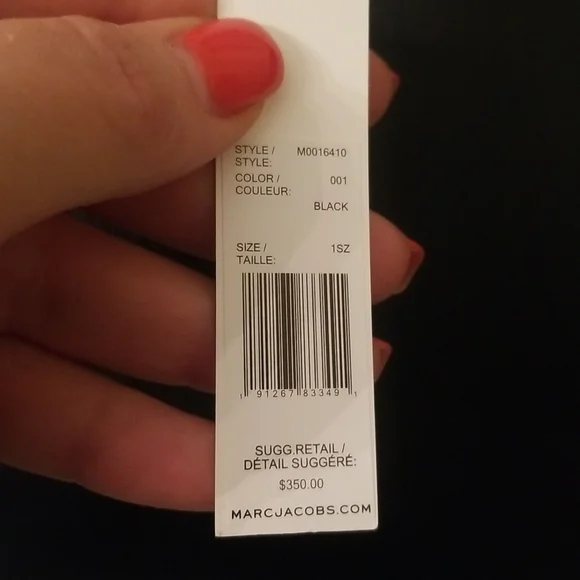 STYLE / M0016410
STYLE:
COLOR / 001
COULEUR:
BLACK
SIZE / 1SZ
TAILLE:
1 91267 83349 1
SUGG.RETAIL /
DÉTAIL SUGGÉRÉ:
$350.00
MARCJACOBS.COM